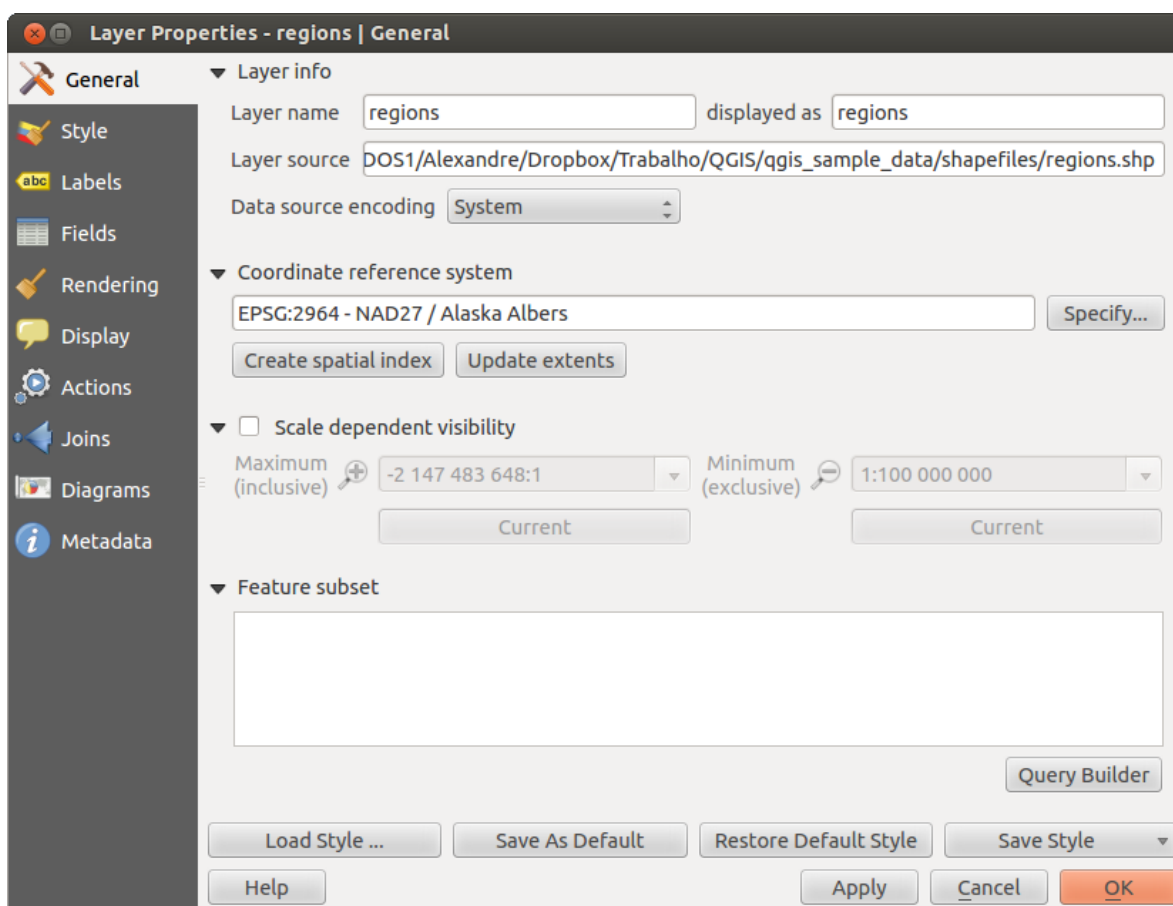 Layer Properties - regions | General
General
Style
abc Labels
Fields
Rendering
Display
Actions
Joins
Diagrams
i Metadata
Layer info
Layer name regions displayed as regions
Layer source DOS1/Alexandre/Dropbox/Trabalho/QGIS/qgis_sample_data/shapefiles/regions.shp
Data source encoding System
Coordinate reference system
EPSG:2964 - NAD27 / Alaska Albers Specify...
Create spatial index Update extents
Scale dependent visibility
Maximum (inclusive) -2 147 483 648:1 Minimum (exclusive) 1:100 000 000
Current Current
Feature subset
Query Builder
Load Style ... Save As Default Restore Default Style Save Style
Help Apply Cancel OK